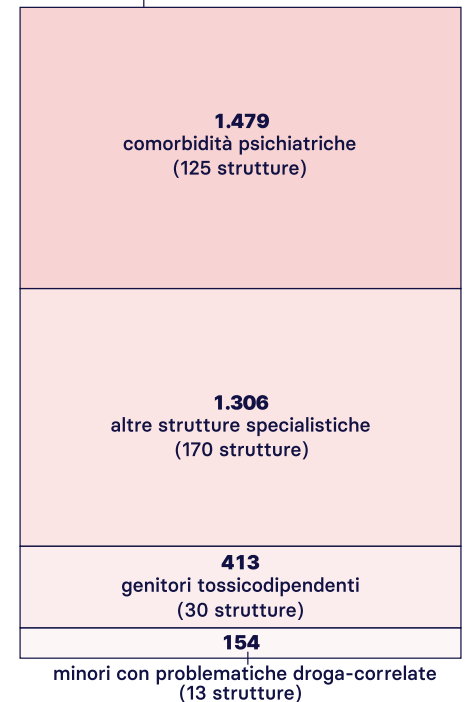 1.479
comorbidità psichiatriche
(125 strutture)
1.306
altre strutture specialistiche
(170 strutture)
413
genitori tossicodipendenti
(30 strutture)
154
minori con problematiche droga-correlate
(13 strutture)